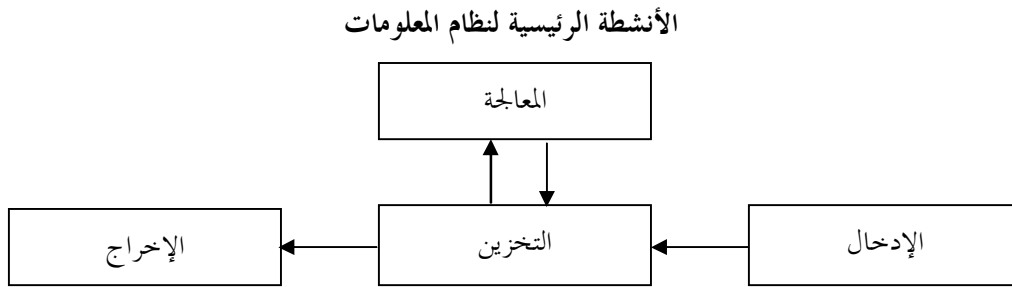 الأنشطة الرئيسية لنظام المعلومات
المعالجة
الإدخال
التخزين
الإخراج